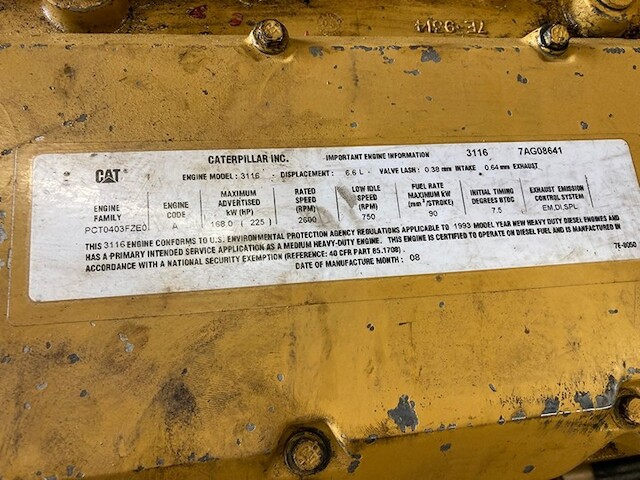 7E-9814
CATERPILLAR INC. IMPORTANT ENGINE INFORMATION 3116 7AG08641
CAT ENGINE MODEL : 3116 DISPLACEMENT : 6.6 L VALVE LASH : 0.38 mm INTAKE 0.64 mm EXHAUST
ENGINE FAMILY ENGINE CODE MAXIMUM ADVERTISED kW (HP) RATED SPEED (RPM) LOW IDLE SPEED (RPM) FUEL RATE MAXIMUM kW (mm³/STROKE) INITIAL TIMING DEGREES BTDC EXHAUST EMISSION CONTROL SYSTEM
PCT0403FZE0 A 168.0 ( 225 ) 2600 750 90 7.5 EM,DI,SPL
THIS 3116 ENGINE CONFORMS TO U.S. ENVIRONMENTAL PROTECTION AGENCY REGULATIONS APPLICABLE TO 1993 MODEL YEAR NEW HEAVY DUTY DIESEL ENGINES AND
HAS A PRIMARY INTENDED SERVICE APPLICATION AS A MEDIUM HEAVY-DUTY ENGINE. THIS ENGINE IS CERTIFIED TO OPERATE ON DIESEL FUEL AND IS MANUFACTURED IN
ACCORDANCE WITH A NATIONAL SECURITY EXEMPTION (REFERENCE: 40 CFR PART 85.1708).
DATE OF MANUFACTURE MONTH : 08